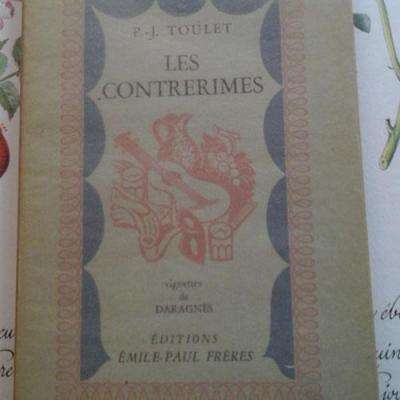 P.-J. TOULET
LES
CONTRERIMES
vignettes
de
DARAGNÈS
ÉDITIONS
ÉMILE-PAUL FRÈRES